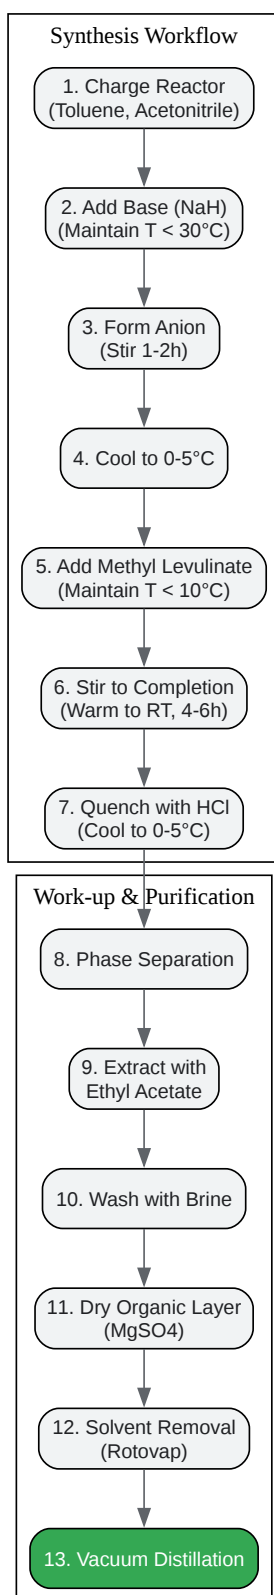 Synthesis Workflow
1. Charge Reactor
(Toluene, Acetonitrile)
2. Add Base (NaH)
(Maintain T < 30°C)
3. Form Anion
(Stir 1-2h)
4. Cool to 0-5°C
5. Add Methyl Levulinate
(Maintain T < 10°C)
6. Stir to Completion
(Warm to RT, 4-6h)
7. Quench with HCl
(Cool to 0-5°C)
Work-up & Purification
8. Phase Separation
9. Extract with
Ethyl Acetate
10. Wash with Brine
11. Dry Organic Layer
(MgSO4)
12. Solvent Removal
(Rotovap)
13. Vacuum Distillation